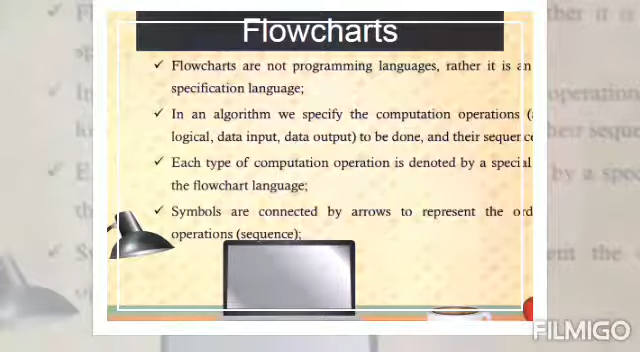 Flowcharts
✓ Flowcharts are not programming languages, rather it is an
specification language;
✓ In an algorithm we specify the computation operations (
logical, data input, data output) to be done, and their sequence
✓ Each type of computation operation is denoted by a special
the flowchart language;
✓ Symbols are connected by arrows to represent the
operations (sequence);
FILMIGO